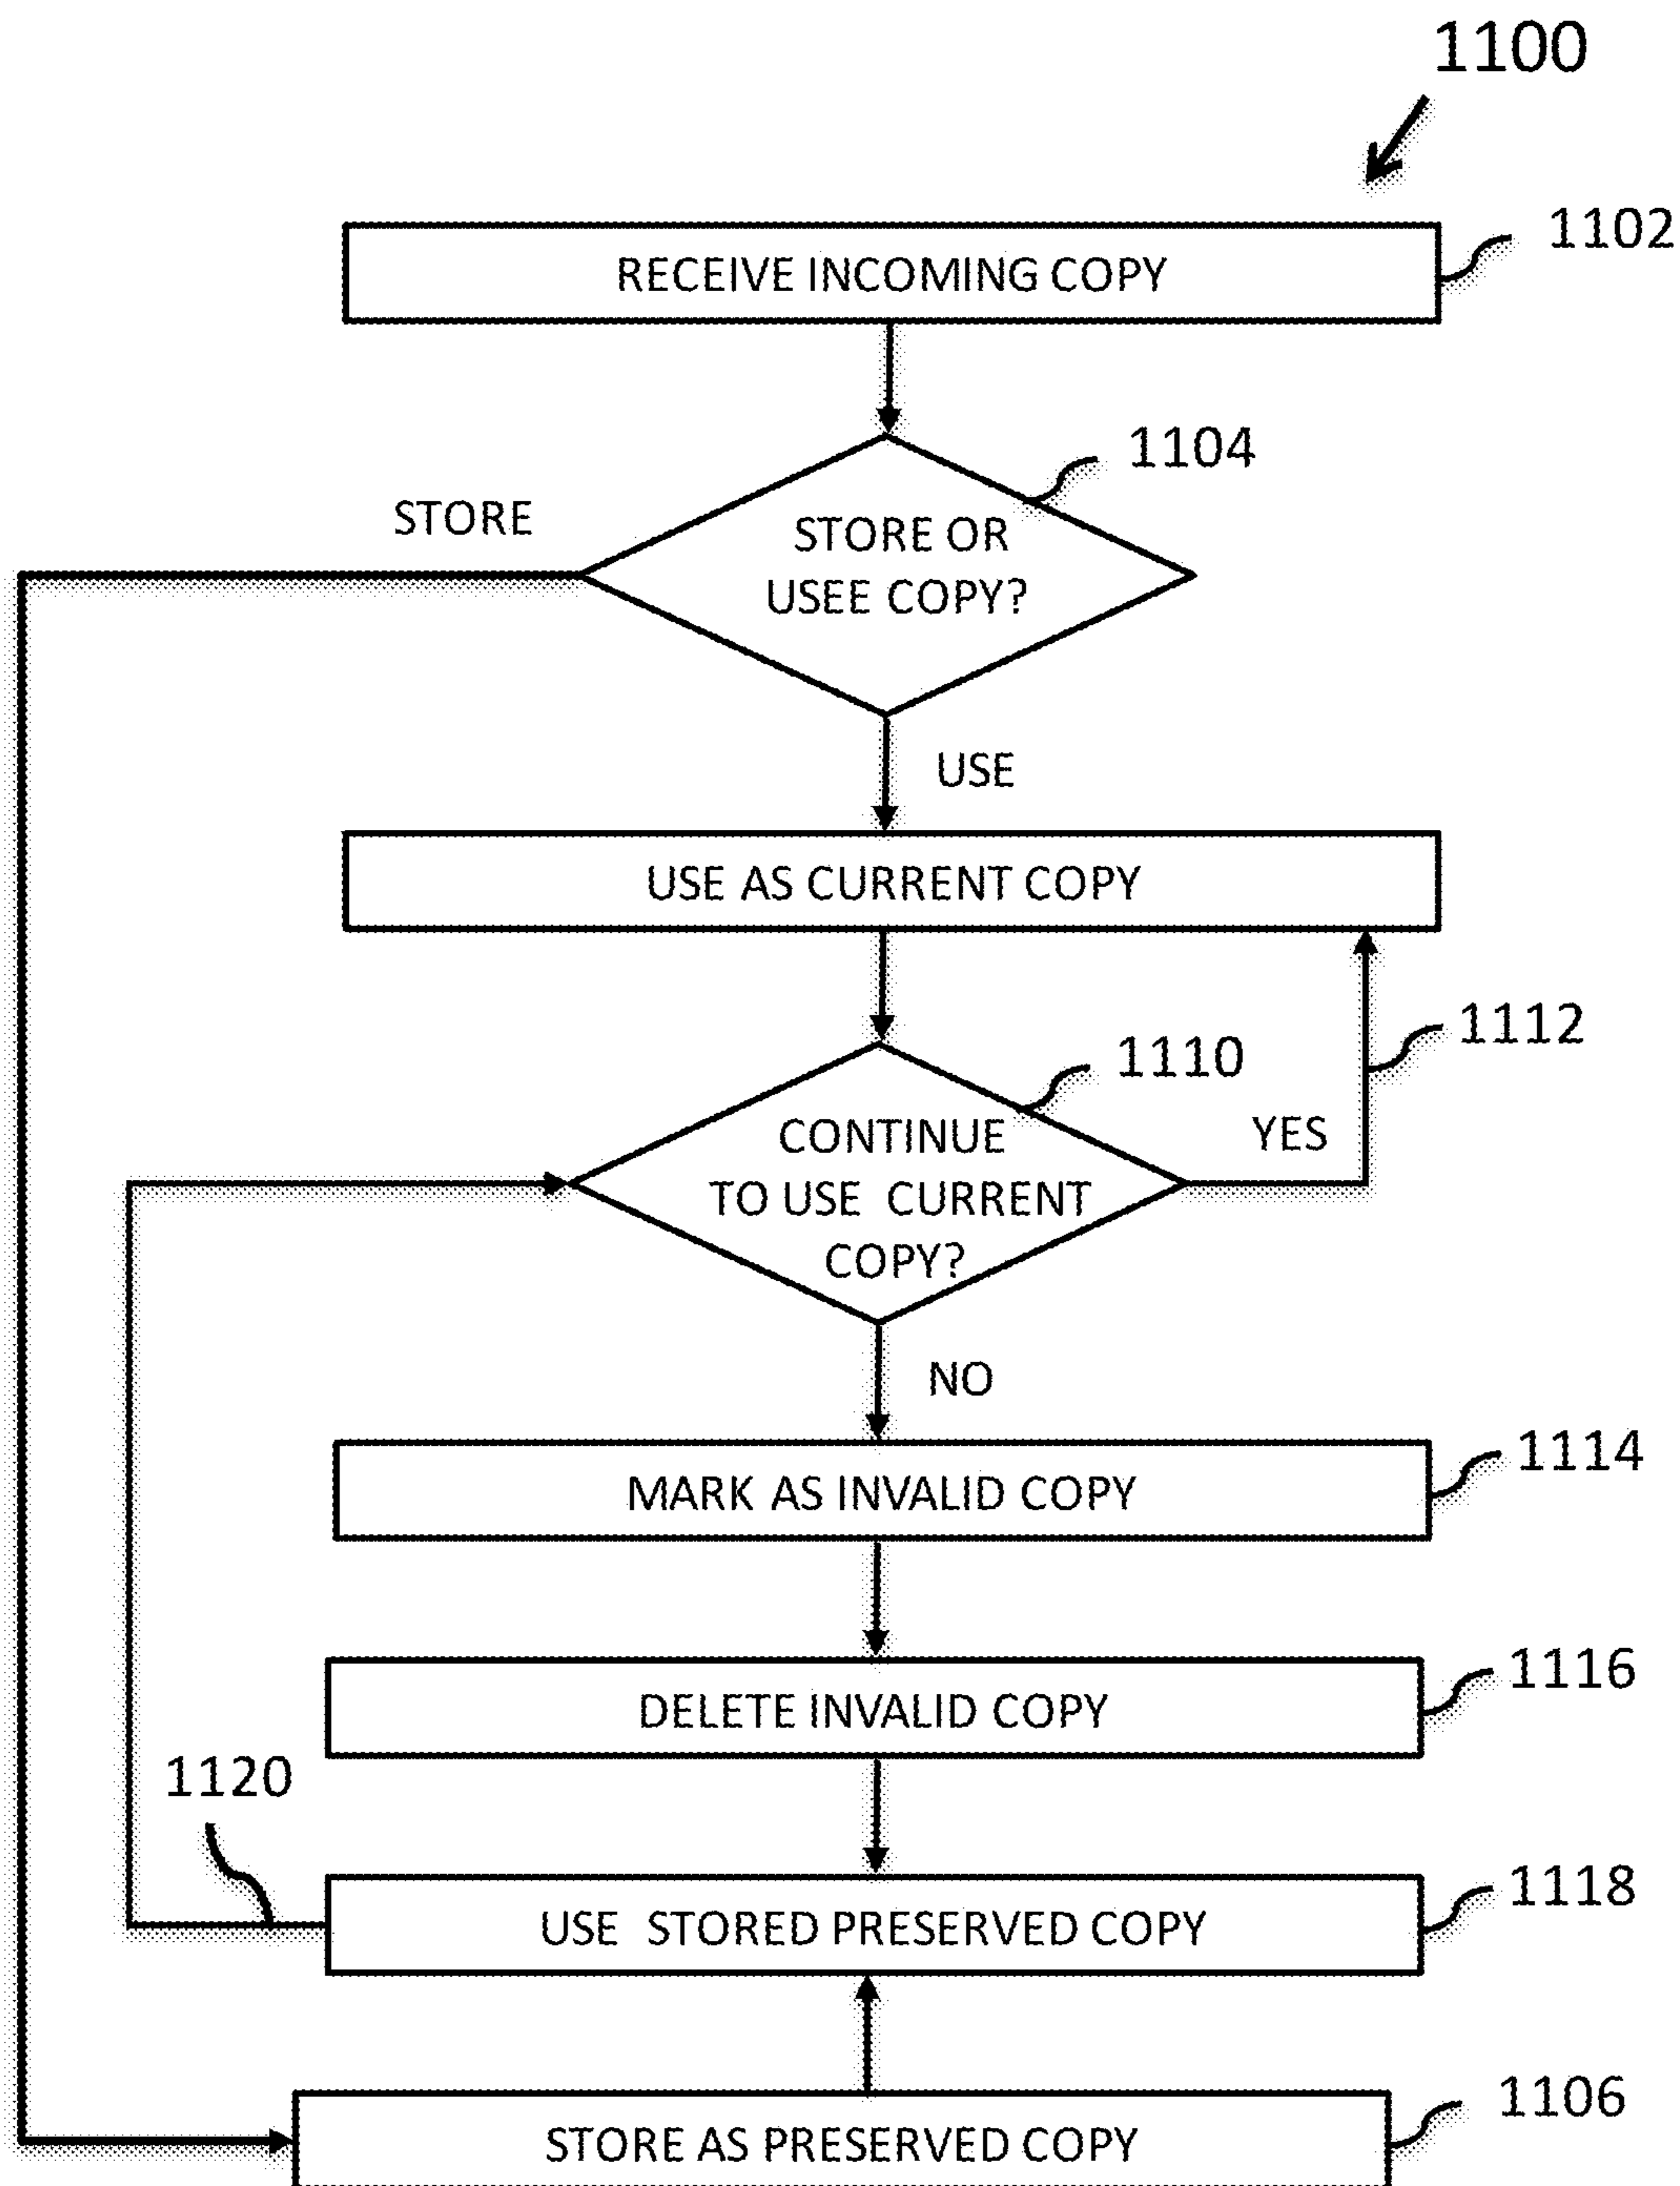 1100
RECEIVE INCOMING COPY
1102
1104
STORE
STORE OR
USEE COPY?
USE
USE AS CURRENT COPY
1112
1110
CONTINUE
TO USE CURRENT
COPY?
YES
NO
MARK AS INVALID COPY
1114
DELETE INVALID COPY
1116
1120
USE STORED PRESERVED COPY
1118
STORE AS PRESERVED COPY
1106